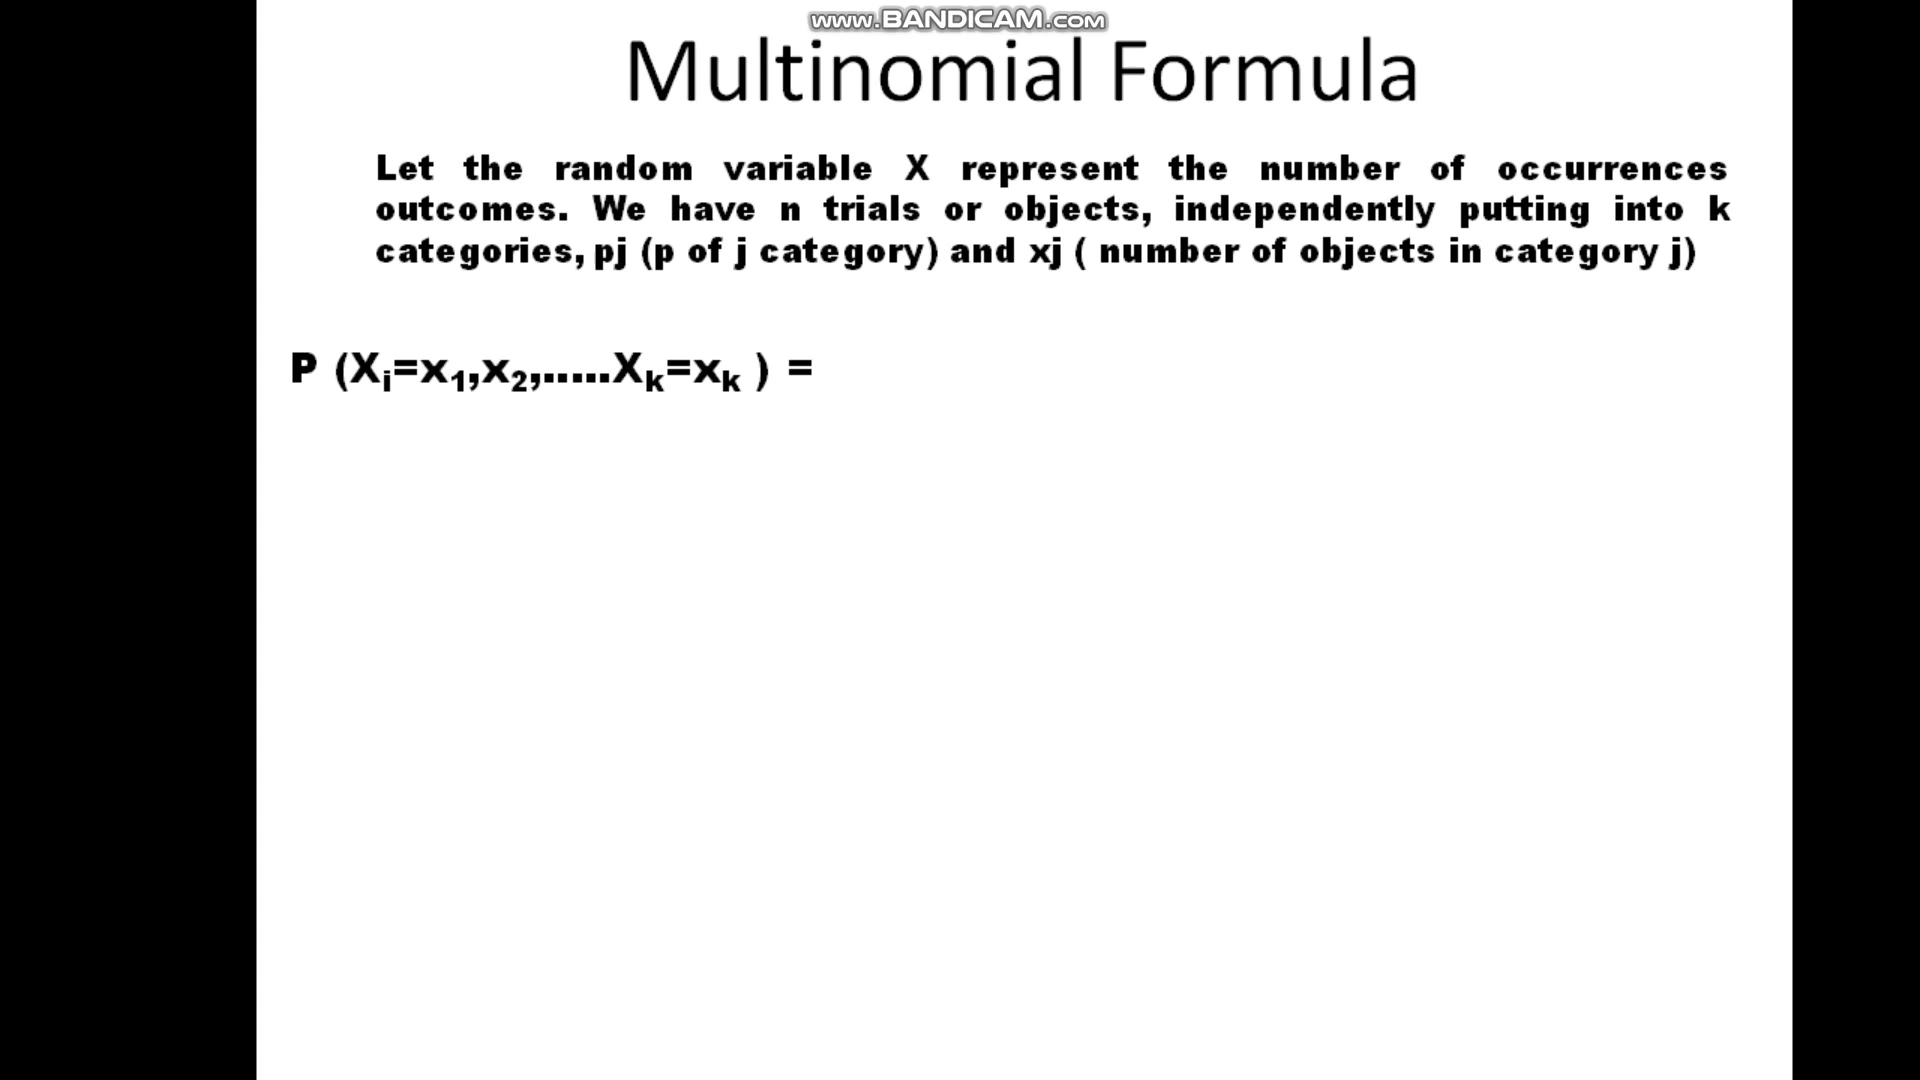 www.BANDICAM.com
Multinomial Formula
Let the random variable X represent the number of occurrences
outcomes. We have n trials or objects, independently putting into k
categories, pj (p of j category) and xj ( number of objects in category j)
P (Xi=x1,x2,.....Xk=xk ) =